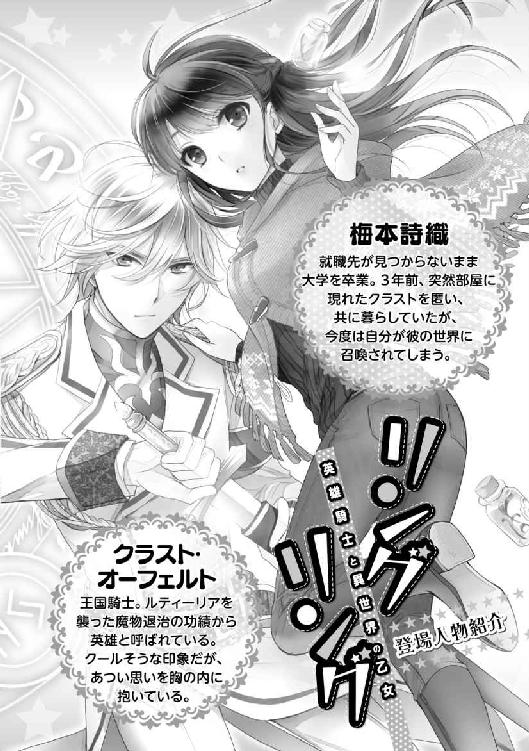 梅本詩織
就職先が見つからないまま
大学を卒業。3年前、突然部屋に
現れたクラストを匿い、
共に暮らしていたが、
今度は自分が彼の世界に
召喚されてしまう。
リング
リング
英雄騎士と異世界の乙女
登場人物紹介
クラスト・
オーフェルト
王国騎士。ルティーリアを
襲った魔物退治の功績から
英雄と呼ばれている。
クールそうな印象だが、
あつい思いを胸の内に
抱いている。